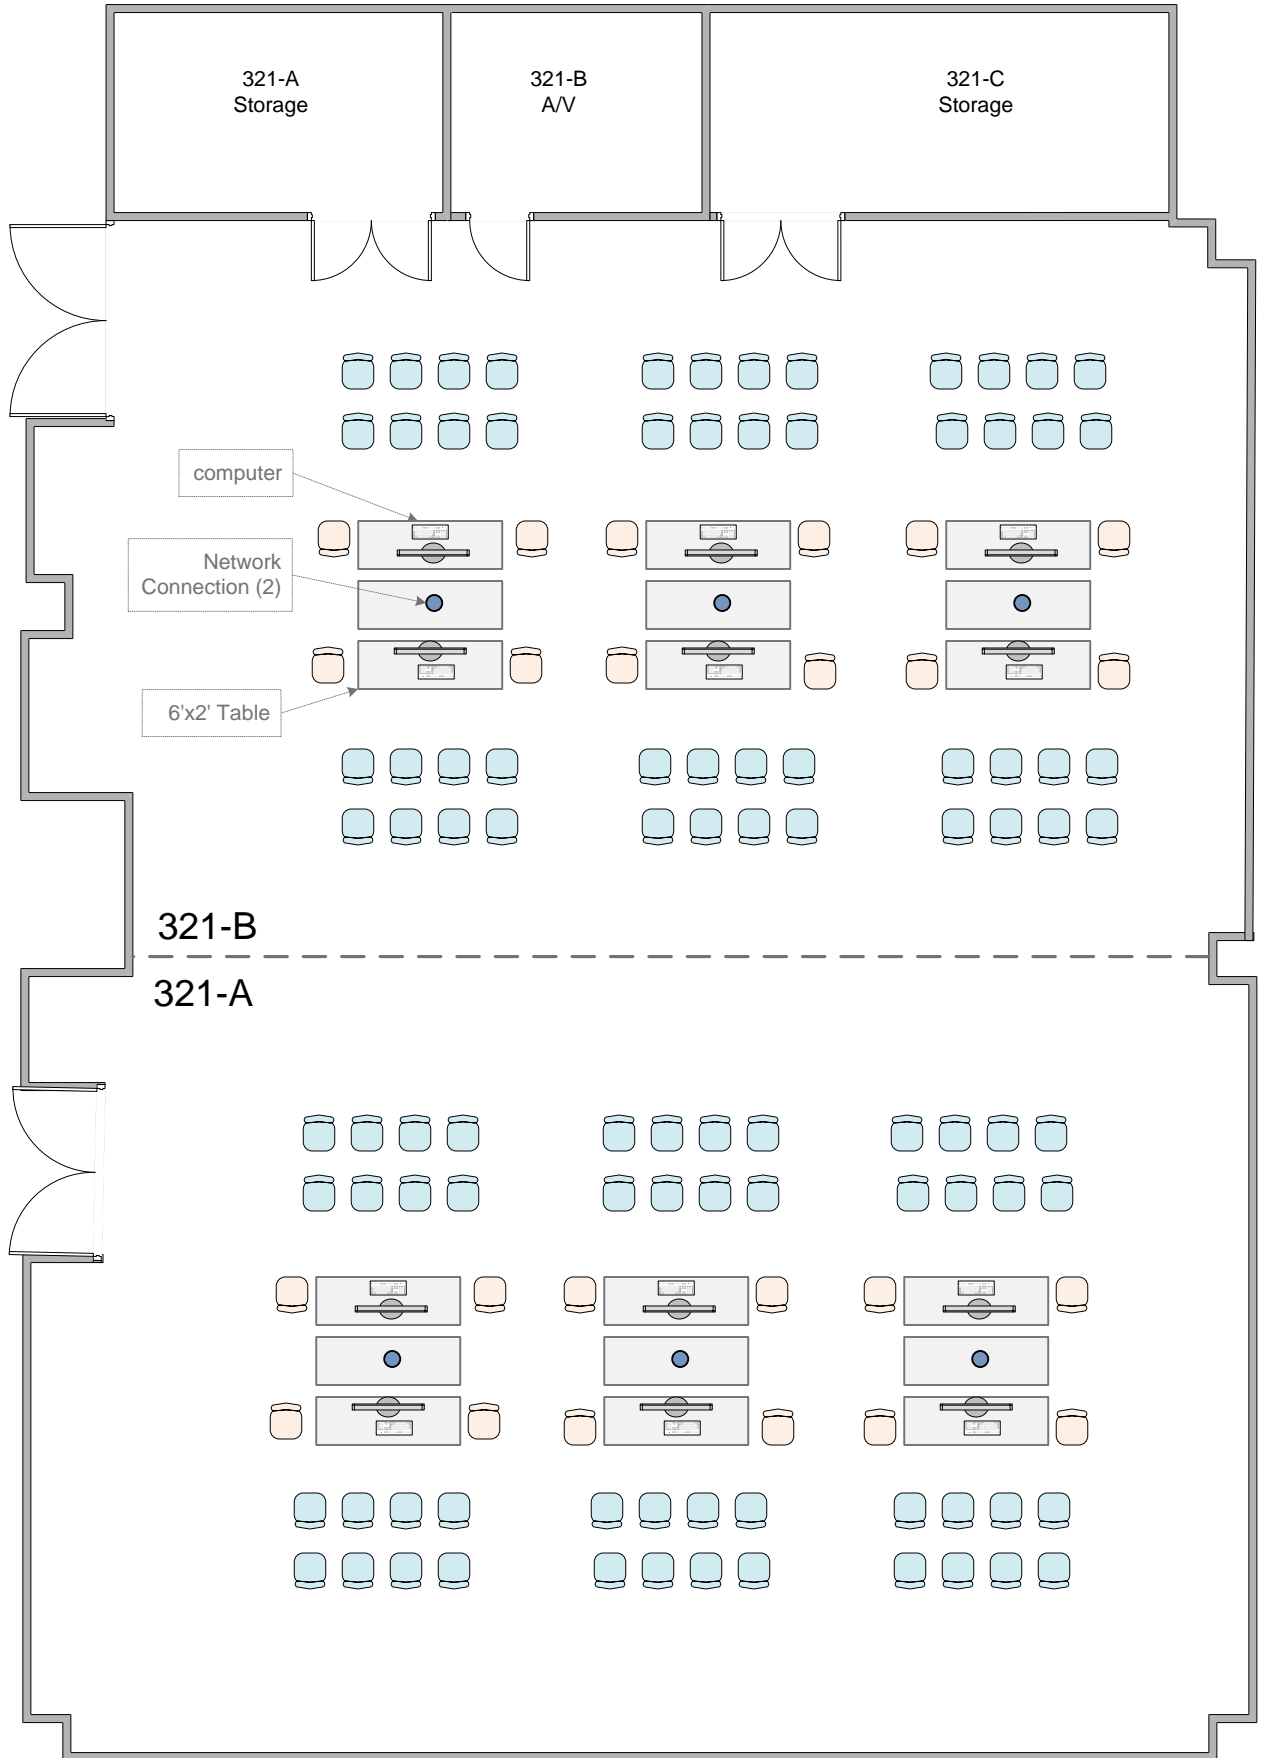 321-A
Storage
321-B
A/V
321-C
Storage
computer
Network
Connection (2)
6'x2' Table
321-B
321-A